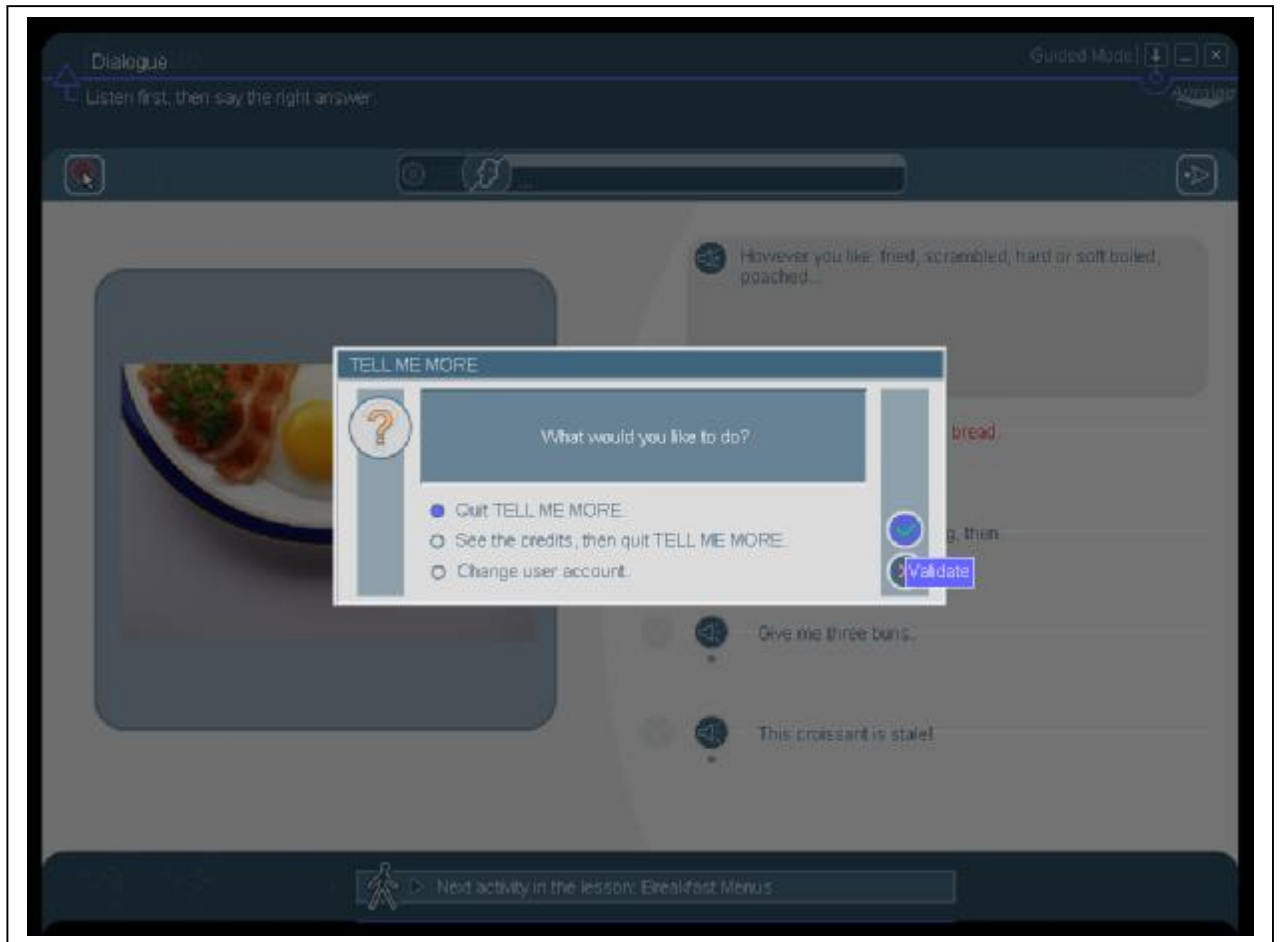 Dialogue
Guided Mode
Listen first, then say the right answer.
However you like: fried, scrambled, hard or soft boiled,
poached...
TELL ME MORE
What would you like to do?
bread.
Quit TELL ME MORE.
See the credits, then quit TELL ME MORE.
, then
Change user account.
Validate
Give me three buns.
This croissant is stale!
Next activity in the lesson: Breakfast Menus